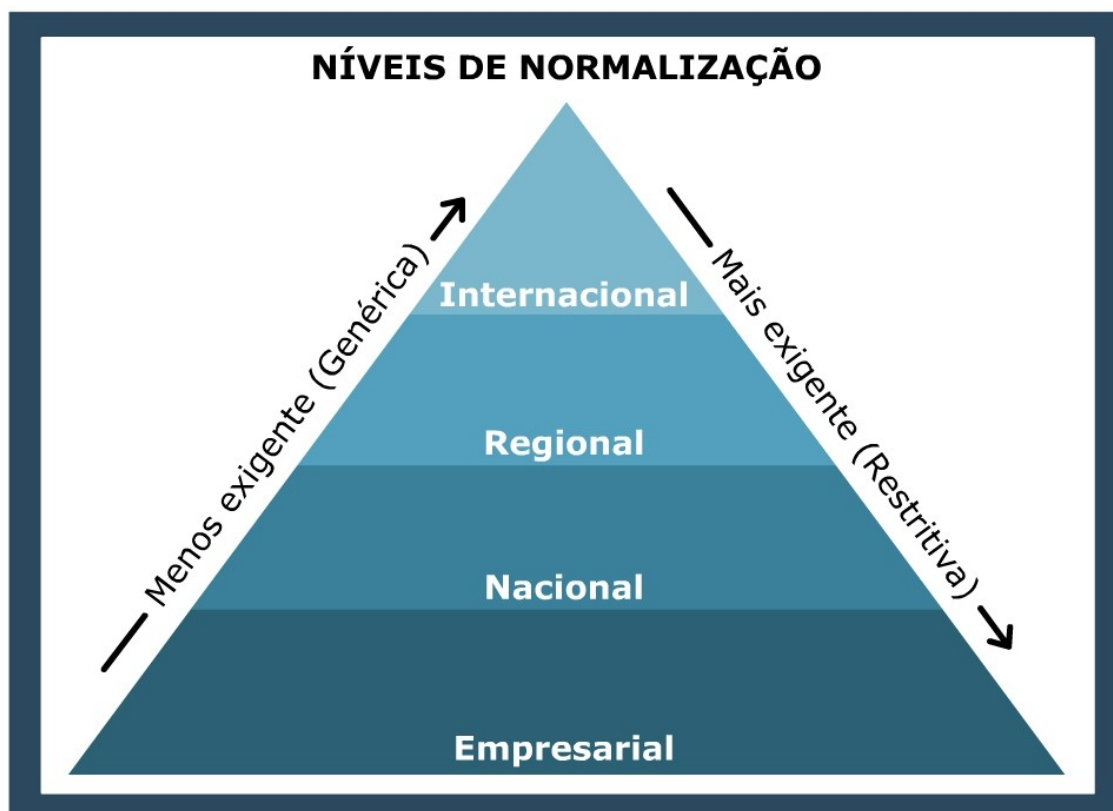 NÍVEIS DE NORMALIZAÇÃO
Menos exigente (Genérica)
Mais exigente (Restritiva)
Internacional
Regional
Nacional
Empresarial